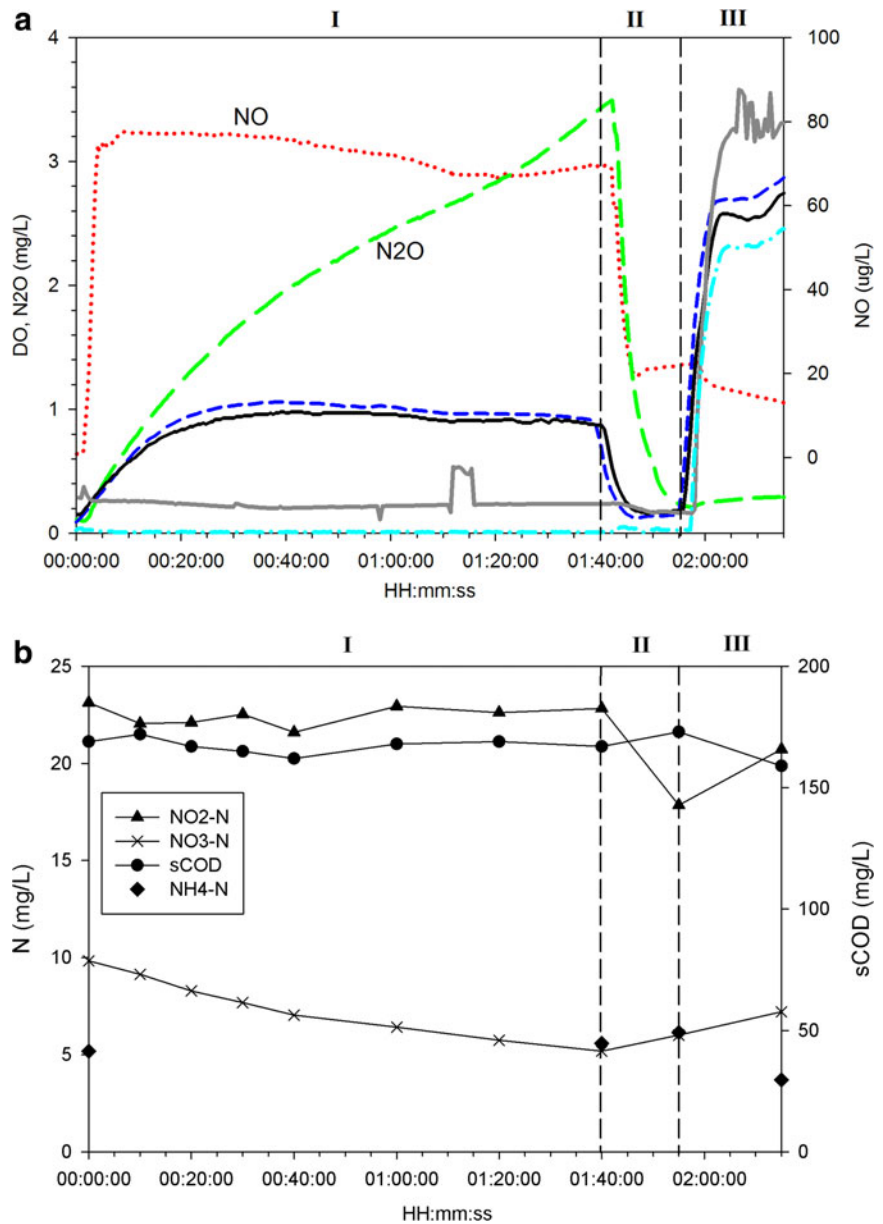 a
I II III
4 100
3 80
2 60
1 40
0 20
0
DO, N2O (mg/L)
NO (ug/L)
NO
N2O
00:00:00 00:20:00 00:40:00 01:00:00 01:20:00 01:40:00 02:00:00
HH:mm:ss
b
I II III
25 200
20 150
15 100
10 50
5 0
0
N (mg/L)
sCOD (mg/L)
NO2-N
NO3-N
sCOD
NH4-N
00:00:00 00:20:00 00:40:00 01:00:00 01:20:00 01:40:00 02:00:00
HH:mm:ss